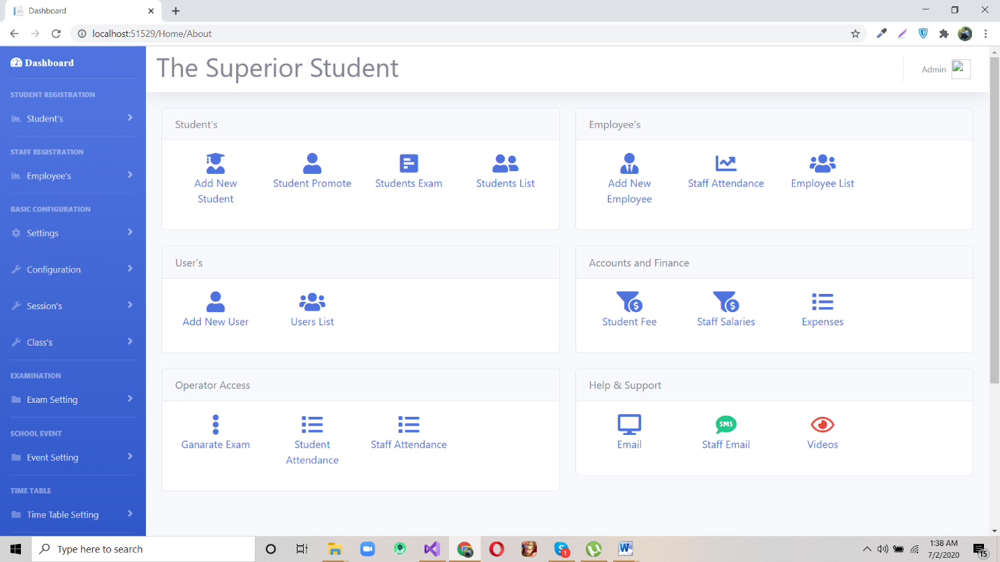 Dashboard
localhost:51529/Home/About
Dashboard
The Superior Student
Admin
STUDENT REGISTRATION
Student's
STAFF REGISTRATION
Employee's
BASIC CONFIGURATION
Settings
Configuration
Session's
Class's
EXAMINATION
Exam Setting
SCHOOL EVENT
Event Setting
TIME TABLE
Time Table Setting
Student's
Add New
Student
Student Promote
Students Exam
Students List
Employee's
Add New
Employee
Staff Attendance
Employee List
User's
Add New User
Users List
Accounts and Finance
Student Fee
Staff Salaries
Expenses
Operator Access
Ganarate Exam
Student
Attendance
Staff Attendance
Help & Support
Email
SMS
Staff Email
Videos
Type here to search
1
1:38 AM
7/2/2020
15